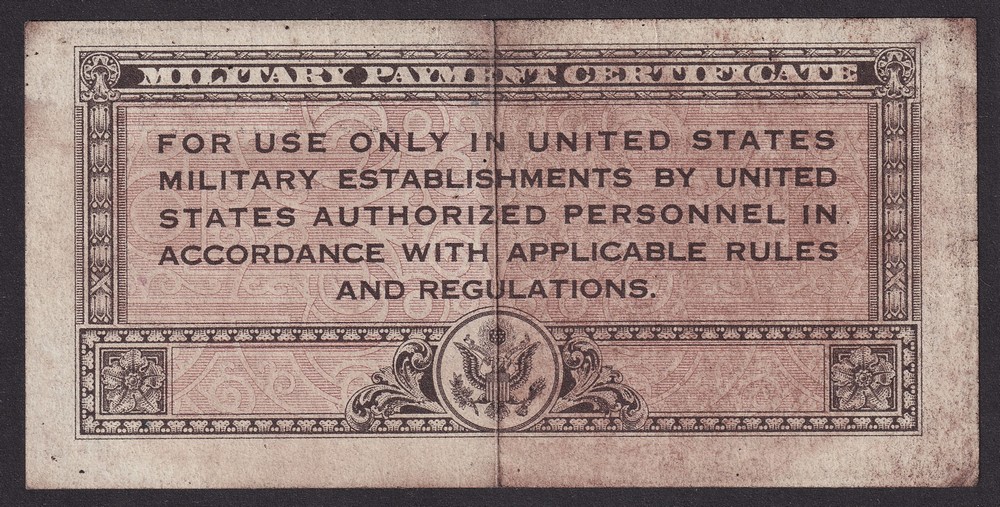 MILITARY PAYMENT CERTIFICATE
FOR USE ONLY IN UNITED STATES
MILITARY ESTABLISHMENTS BY UNITED
STATES AUTHORIZED PERSONNEL IN
ACCORDANCE WITH APPLICABLE RULES
AND REGULATIONS.